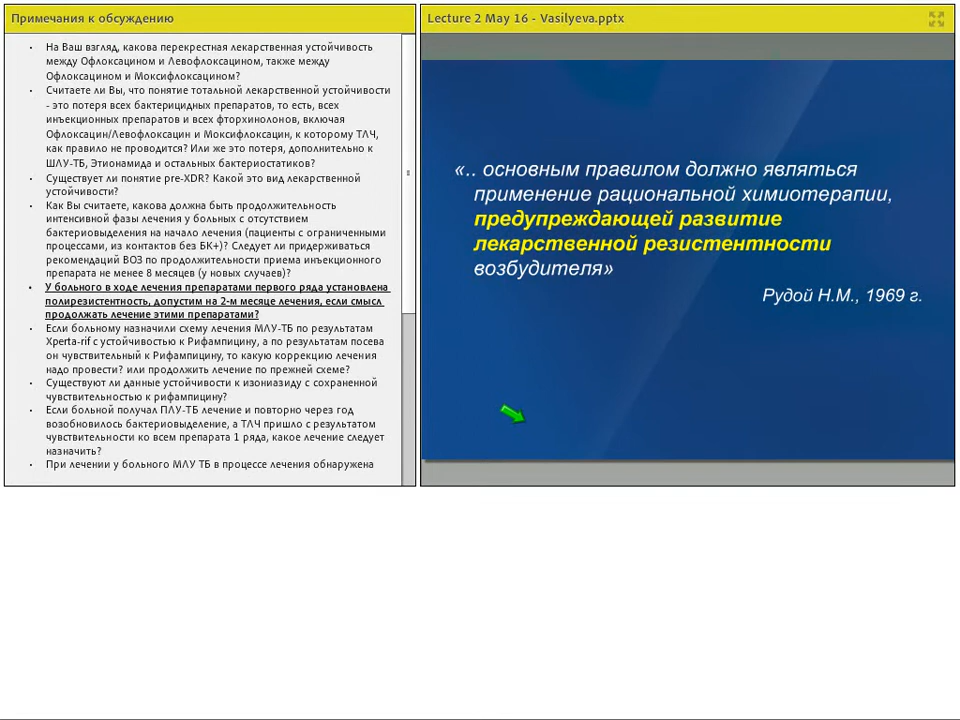 Примечания к обсуждению
• На Ваш взгляд, какова перекрестная лекарственная устойчивость
между Офлоксацином и Левофлоксацином, также между
Офлоксацином и Моксифлоксацином?
• Считаете ли Вы, что понятие тотальной лекарственной устойчивости
- это потеря всех бактерицидных препаратов, то есть, всех
инъекционных препаратов и всех фторхинолонов, включая
Офлоксацин/Левофлоксацин и Моксифлоксацин, к которому ТЛЧ,
как правило не проводится? Или же это потеря, дополнительно к
ШЛУ-ТБ, Этионамида и остальных бактериостатиков?
• Существует ли понятие pre-XDR? Какой это вид лекарственной
устойчивости?
• Как Вы считаете, какова должна быть продолжительность
интенсивной фазы лечения у больных с отсутствием
бактериовыделения на начало лечения (пациенты с ограниченными
процессами, из контактов без БК+)? Следует ли придерживаться
рекомендаций ВОЗ по продолжительности приема инъекционного
препарата не менее 8 месяцев (у новых случаев)?
• У больного в ходе лечения препаратами первого ряда установлена
полирезистентность, допустим на 2-м месяце лечения, если смысл
продолжать лечение этими препаратами?
• Если больному назначили схему лечения МЛУ-ТБ по результатам
Xperta-rif с устойчивостью к Рифампицину, а по результатам посева
он чувствительный к Рифампицину, то какую коррекцию лечения
надо провести? или продолжить лечение по прежней схеме?
• Существуют ли данные устойчивости к изониазиду с сохраненной
чувствительностью к рифампицину?
• Если больной получал ПЛУ-ТБ лечение и повторно через год
возобновилось бактериовыделение, а ТЛЧ пришло с результатом
чувствительности ко всем препарата 1 ряда, какое лечение следует
назначить?
• При лечении у больного МЛУ ТБ в процессе лечения обнаружена
Lecture 2 May 16 - Vasilyeva.pptx
«.. основным правилом должно являться
применение рациональной химиотерапии,
предупреждающей развитие
лекарственной резистентности
возбудителя»
Рудой Н.М., 1969 г.